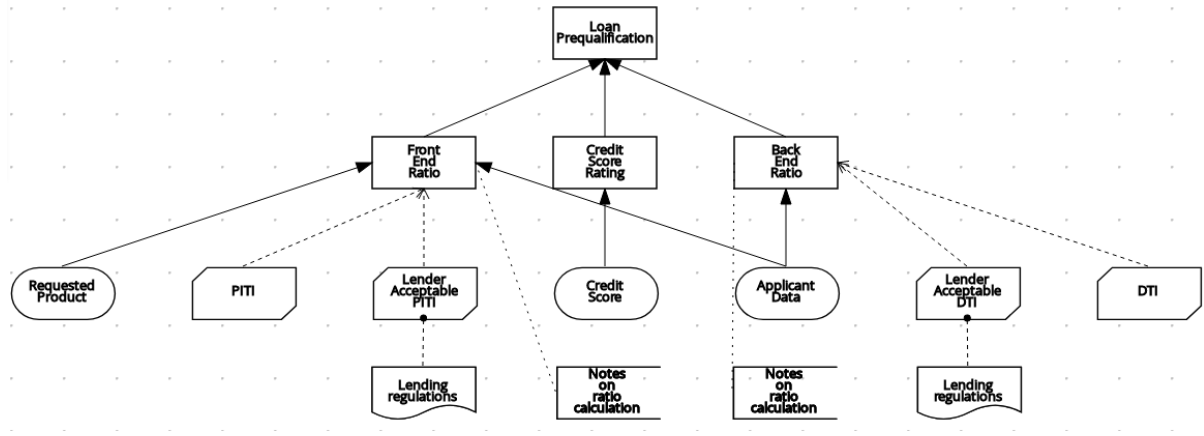 Loan
Prequalification
Front
End
Ratio
Credit
Score
Rating
Back
End
Ratio
Requested
Product
PITI
Lender
Acceptable
PITI
Credit
Score
Applicant
Data
Lender
Acceptable
DTI
DTI
Lending
regulations
Notes
on
ratio
calculation
Notes
on
ratio
calculation
Lending
regulations